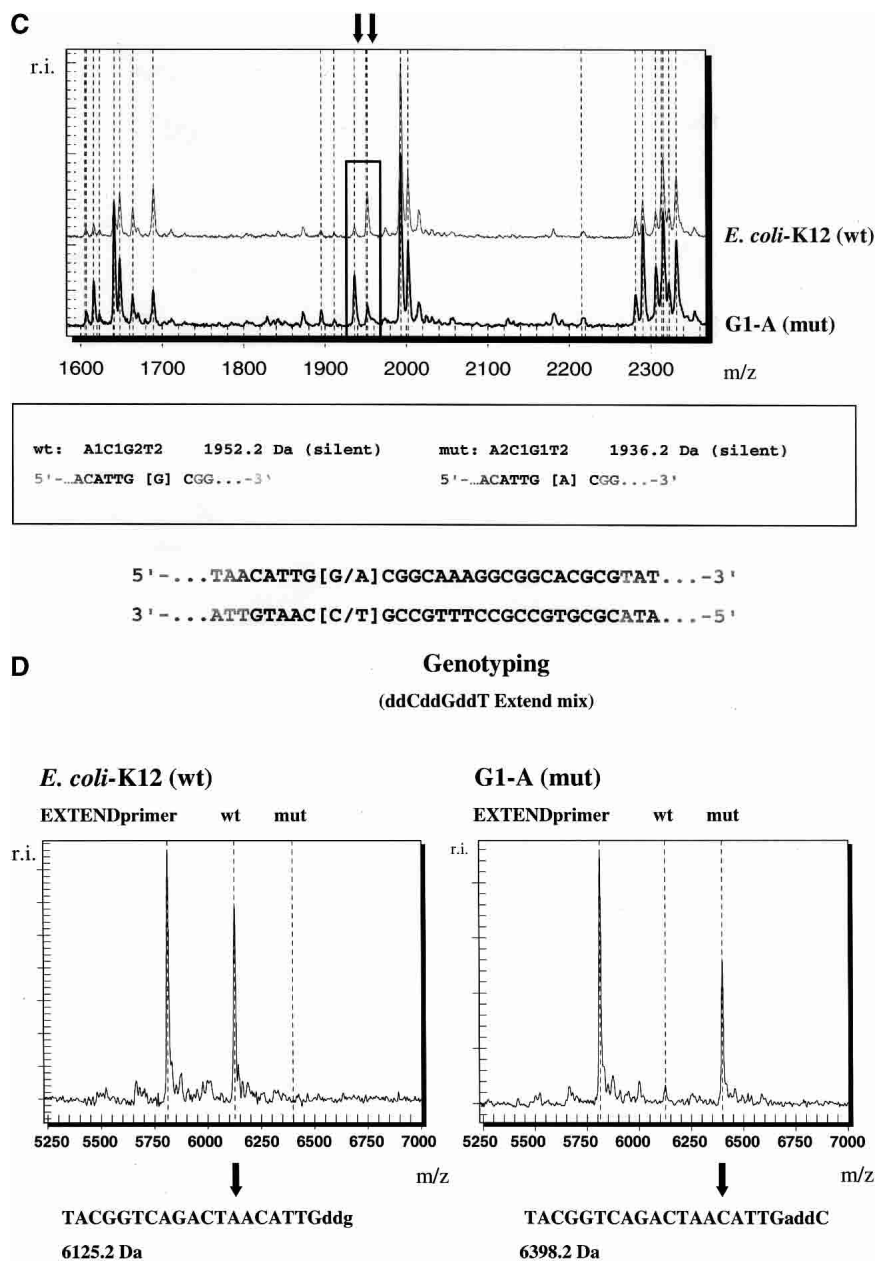 C
r.i.
E. coli-K12 (wt)
G1-A (mut)
1600 1700 1800 1900 2000 2100 2200 2300
m/z
wt: A1C1G2T2 1952.2 Da (silent) mut: A2C1G1T2 1936.2 Da (silent)
5'-…ACATTG [G] CGG...-3' 5'-…ACATTG [A] CGG...-3'
5'-...TAACATTG[G/A]CGGCAAAGGCGGCACGCGTAT...-3'
3'-...ATTGTAAC[C/T]GCCGTTTCCGCCGTGCGCATA...-5'
D
Genotyping
(ddCddGddT Extend mix)
E. coli-K12 (wt) G1-A (mut)
EXTENDprimer wt mut EXTENDprimer wt mut
r.i. r.i.
5250 5500 5750 6000 6250 6500 6750 7000 5250 5500 5750 6000 6250 6500 6750 7000
m/z m/z
TACGGTCAGACTAACATTGddg TACGGTCAGACTAACATTGaddC
6125.2 Da 6398.2 Da